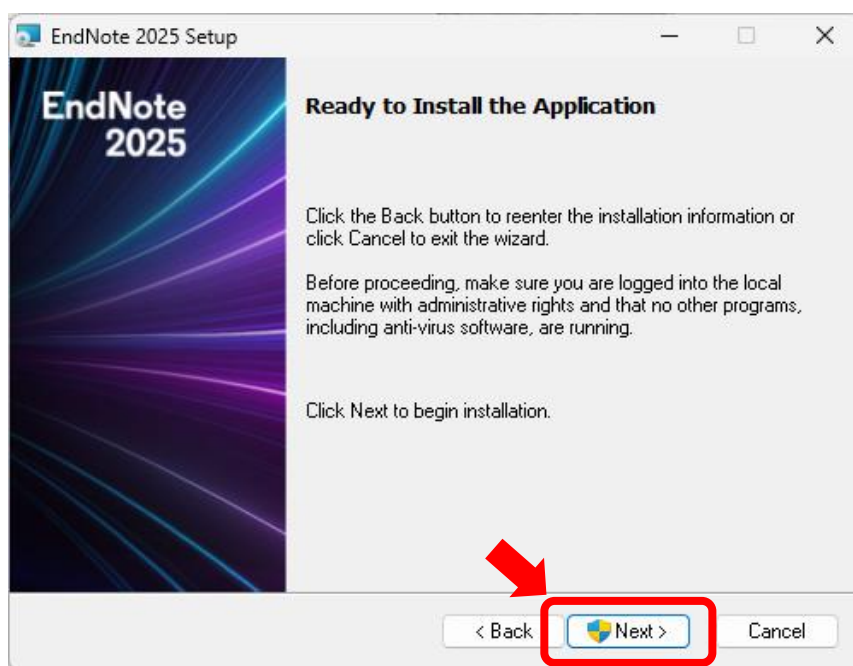 EndNote 2025 Setup
EndNote
2025
Ready to Install the Application
Click the Back button to reenter the installation information or
click Cancel to exit the wizard.
Before proceeding, make sure you are logged into the local
machine with administrative rights and that no other programs,
including anti-virus software, are running.
Click Next to begin installation.
< Back
Next >
Cancel